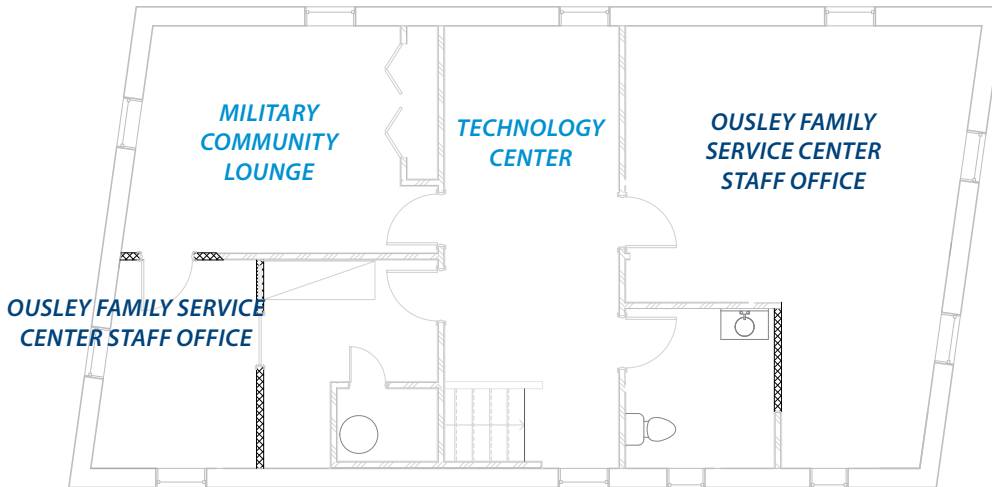 MILITARY
COMMUNITY
LOUNGE
TECHNOLOGY
CENTER
OUSLEY FAMILY
SERVICE CENTER
STAFF OFFICE
OUSLEY FAMILY SERVICE
CENTER STAFF OFFICE